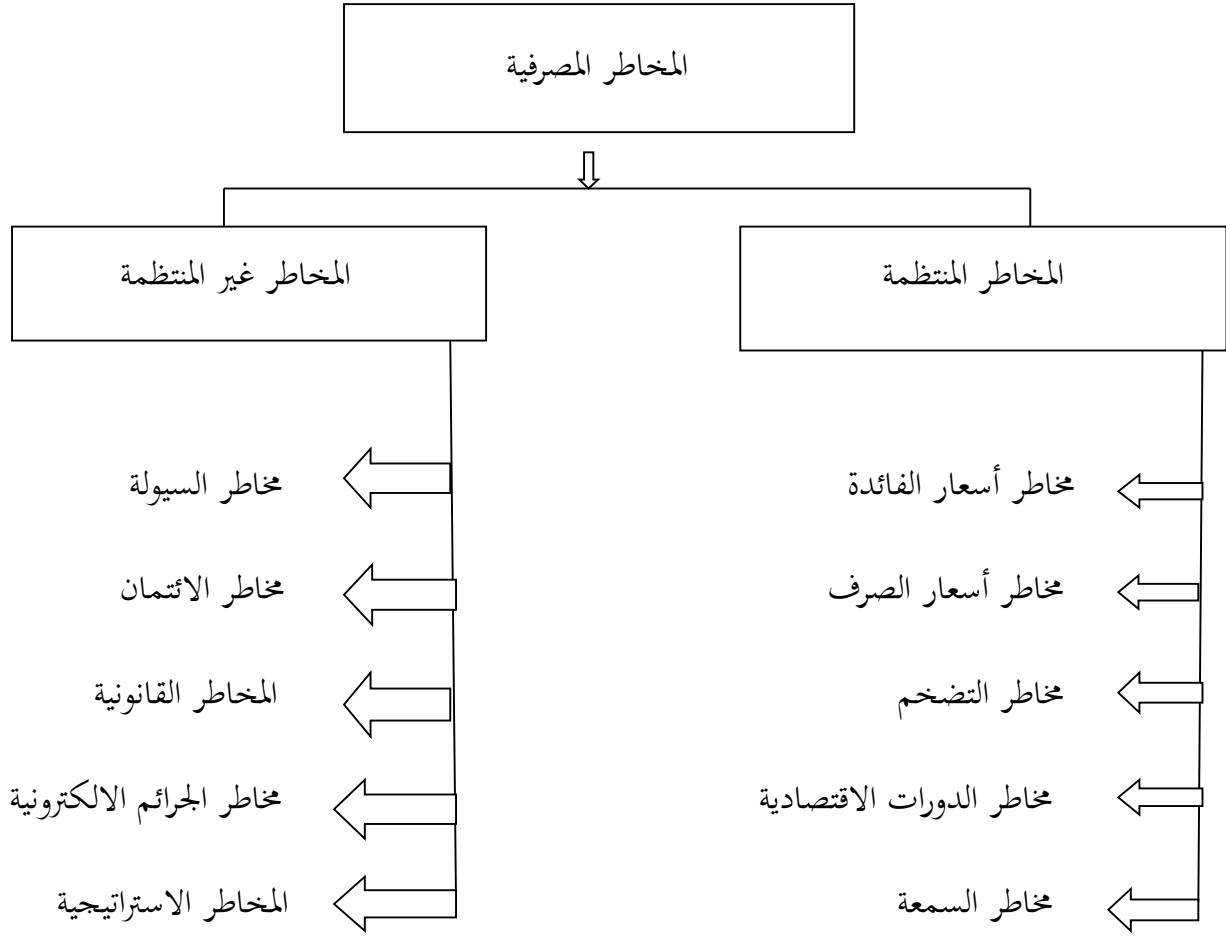 المخاطر المصرفية
المخاطر المنتظمة
المخاطر غير المنتظمة
مخاطر أسعار الفائدة
مخاطر أسعار الصرف
مخاطر التضخم
مخاطر الدورات الاقتصادية
مخاطر السمعة
مخاطر السيولة
مخاطر الائتمان
المخاطر القانونية
مخاطر الجرائم الالكترونية
المخاطر الاستراتيجية